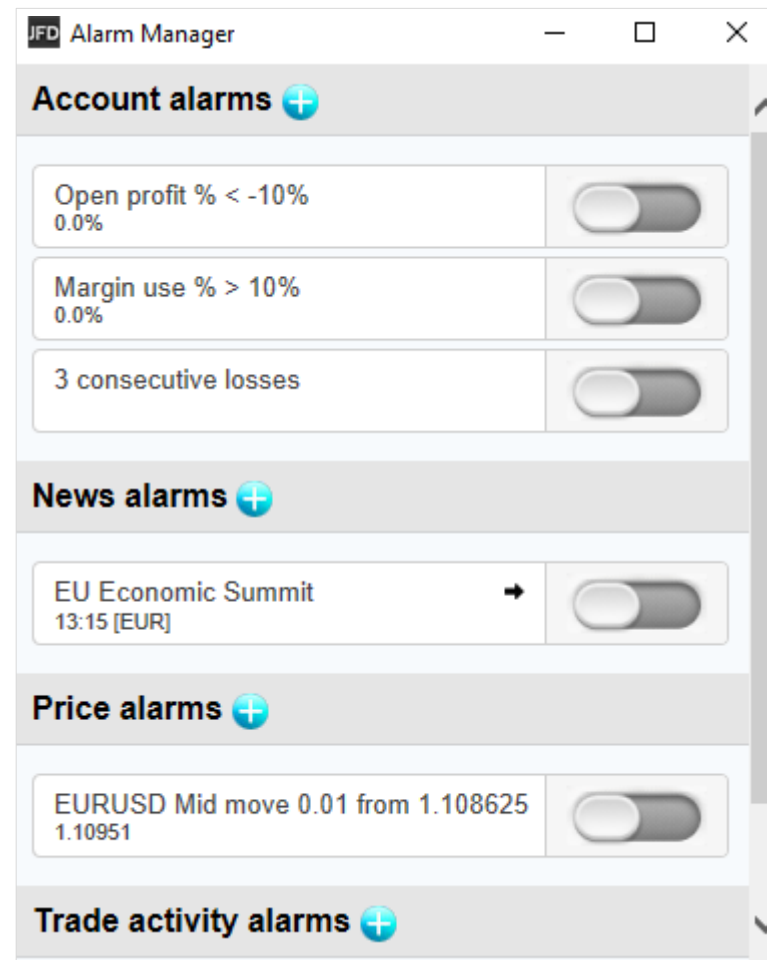 JFD Alarm Manager
Account alarms
Open profit % < -10%
0.0%
Margin use % > 10%
0.0%
3 consecutive losses
News alarms
EU Economic Summit
13:15 [EUR]
Price alarms
EURUSD Mid move 0.01 from 1.108625
1.10951
Trade activity alarms